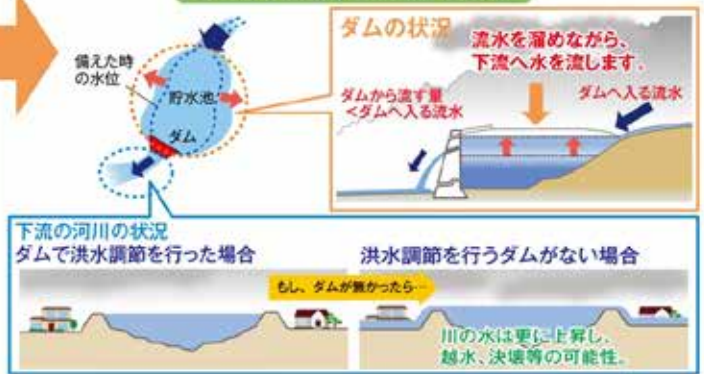 備えた時
の水位
貯水池
ダム
ダムの状況
流水を溜めながら、
下流へ水を流します。
ダムから流す量
<ダムへ入る流水
ダムへ入る流水
下流の河川の状況
ダムで洪水調節を行った場合
洪水調節を行うダムがない場合
もし、ダムが無かったら…
川の水は更に上昇し、
越水、決壊等の可能性。